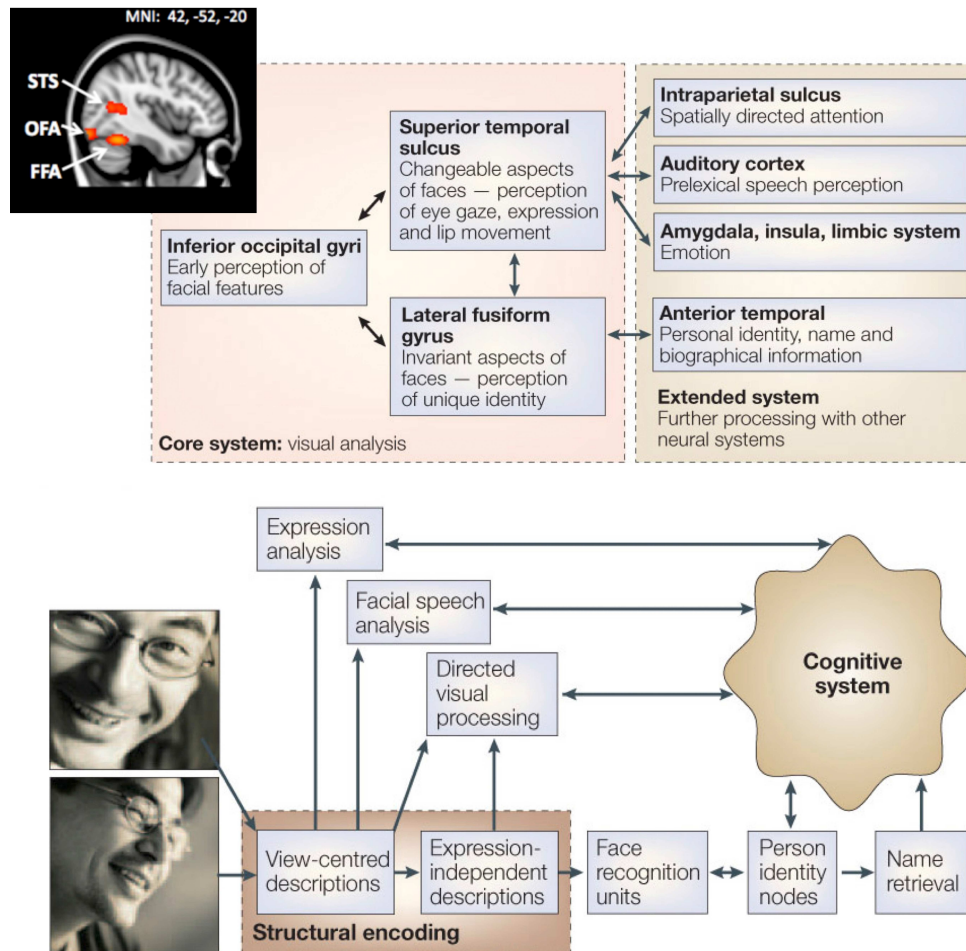 MNI: 42, -52, -20
STS
OFA
FFA
Inferior occipital gyri
Early perception of
facial features
Superior temporal
sulcus
Changeable aspects
of faces — perception
of eye gaze, expression
and lip movement
Lateral fusiform
gyrus
Invariant aspects of
faces — perception
of unique identity
Core system: visual analysis
Intraparietal sulcus
Spatially directed attention
Auditory cortex
Prelexical speech perception
Amygdala, insula, limbic system
Emotion
Anterior temporal
Personal identity, name and
biographical information
Extended system
Further processing with other
neural systems
Expression
analysis
Facial speech
analysis
Directed
visual
processing
Cognitive
system
View-centred
descriptions
Expression-
independent
descriptions
Face
recognition
units
Person
identity
nodes
Name
retrieval
Structural encoding